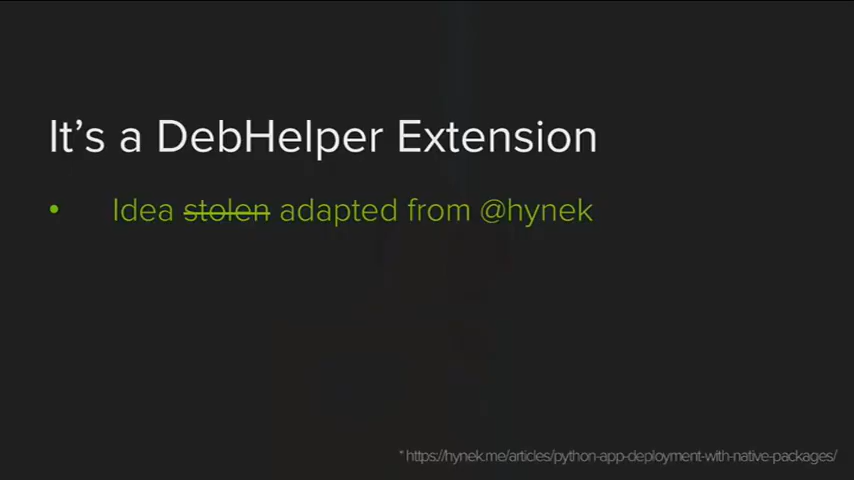 It’s a DebHelper Extension
• Idea stolen adapted from @hynek
* https://hynek.me/articles/python-app-deployment-with-native-packages/